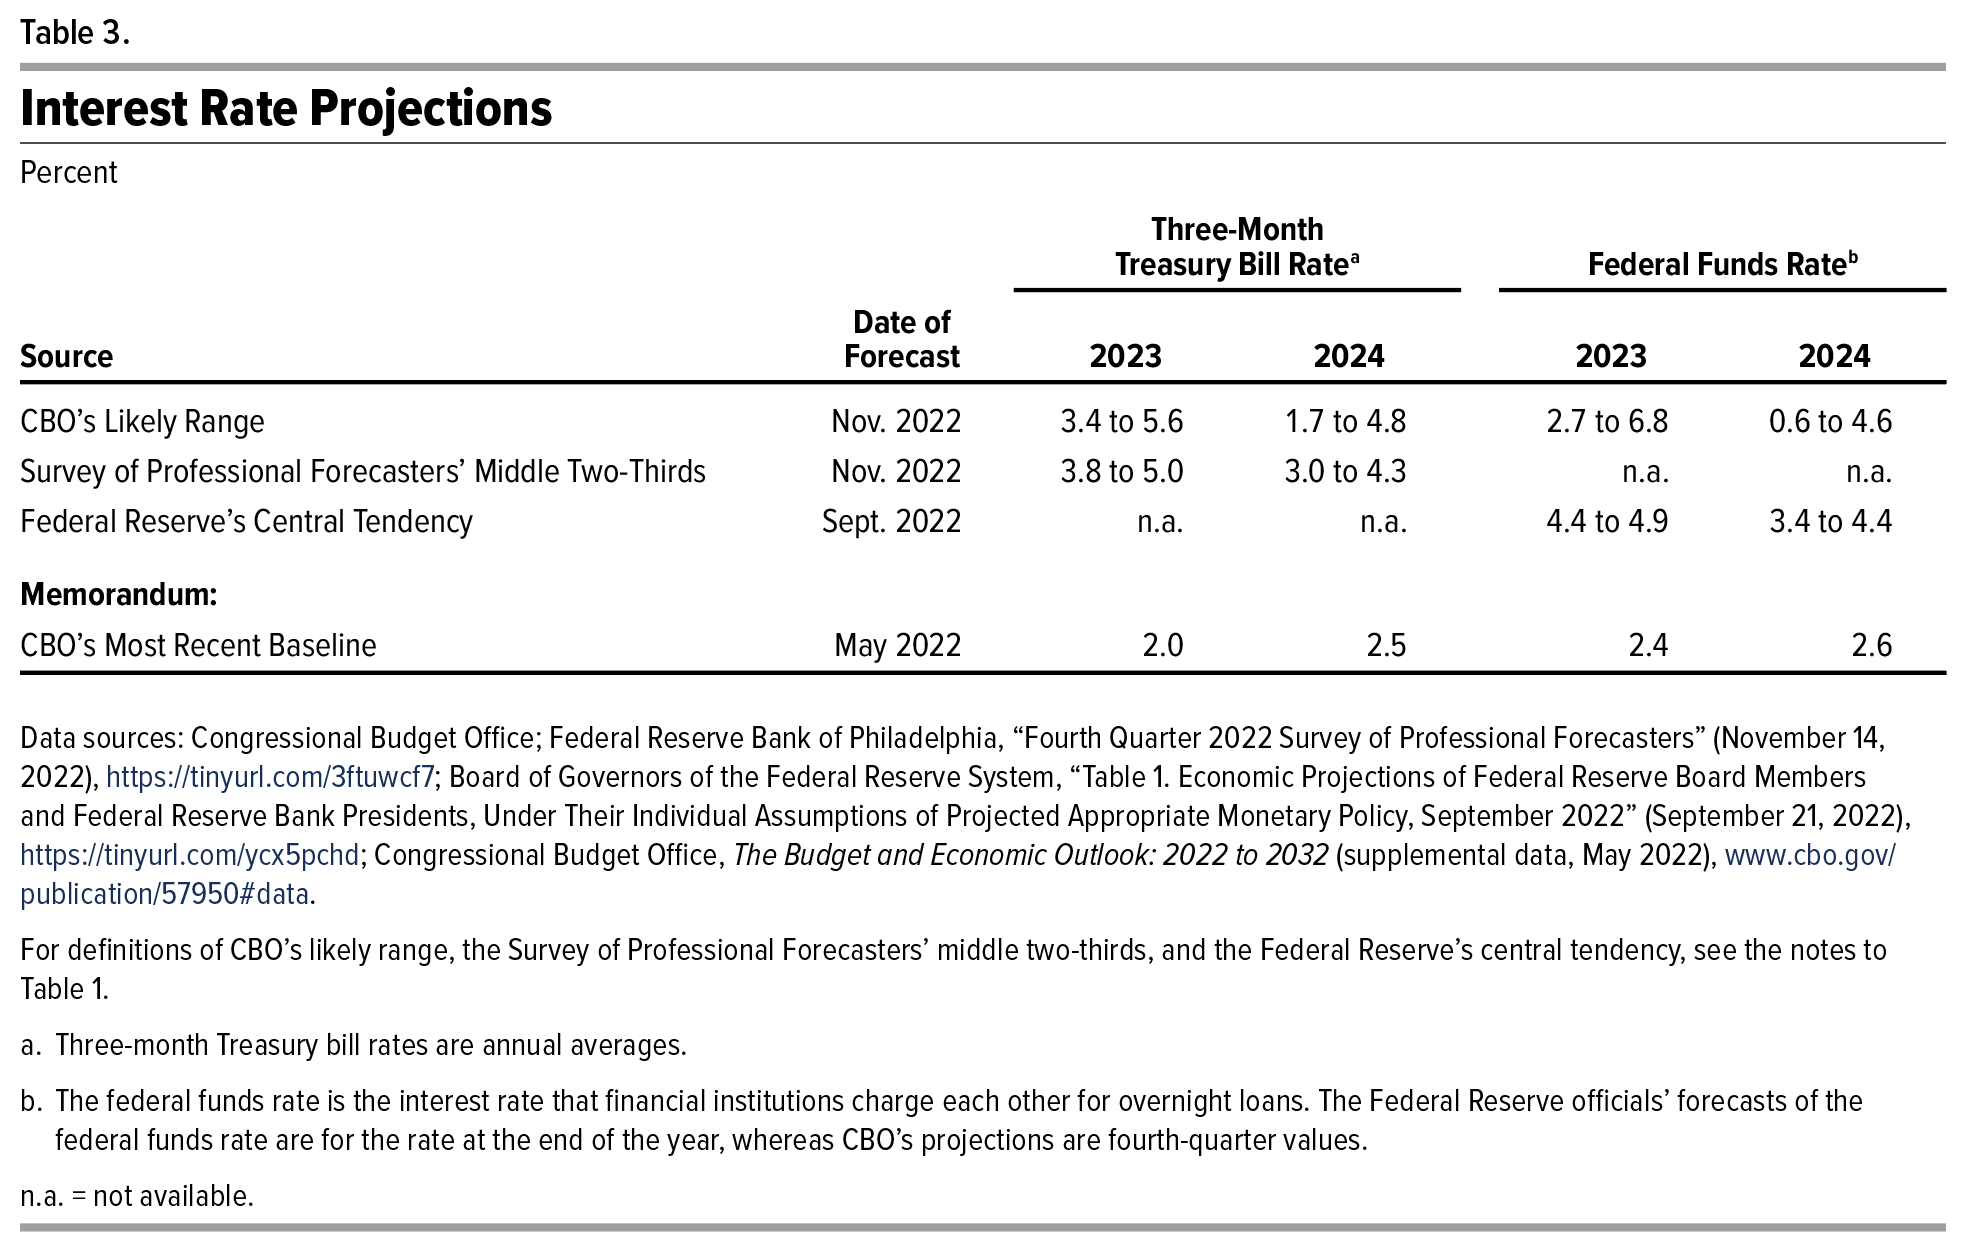 Table 3.
Interest Rate Projections
Percent
Three-Month
Treasury Bill Rateᵃ
Federal Funds Rateᵇ
Source Date of
Forecast 2023 2024 2023 2024
CBO’s Likely Range Nov. 2022 3.4 to 5.6 1.7 to 4.8 2.7 to 6.8 0.6 to 4.6
Survey of Professional Forecasters’ Middle Two-Thirds Nov. 2022 3.8 to 5.0 3.0 to 4.3 n.a. n.a.
Federal Reserve’s Central Tendency Sept. 2022 n.a. n.a. 4.4 to 4.9 3.4 to 4.4
Memorandum:
CBO’s Most Recent Baseline May 2022 2.0 2.5 2.4 2.6
Data sources: Congressional Budget Office; Federal Reserve Bank of Philadelphia, “Fourth Quarter 2022 Survey of Professional Forecasters” (November 14,
2022), https://tinyurl.com/3ftuwcf7; Board of Governors of the Federal Reserve System, “Table 1. Economic Projections of Federal Reserve Board Members
and Federal Reserve Bank Presidents, Under Their Individual Assumptions of Projected Appropriate Monetary Policy, September 2022” (September 21, 2022),
https://tinyurl.com/ycx5pchd; Congressional Budget Office, The Budget and Economic Outlook: 2022 to 2032 (supplemental data, May 2022), www.cbo.gov/
publication/57950#data.
For definitions of CBO’s likely range, the Survey of Professional Forecasters’ middle two-thirds, and the Federal Reserve’s central tendency, see the notes to
Table 1.
a. Three-month Treasury bill rates are annual averages.
b. The federal funds rate is the interest rate that financial institutions charge each other for overnight loans. The Federal Reserve officials’ forecasts of the
federal funds rate are for the rate at the end of the year, whereas CBO’s projections are fourth-quarter values.
n.a. = not available.